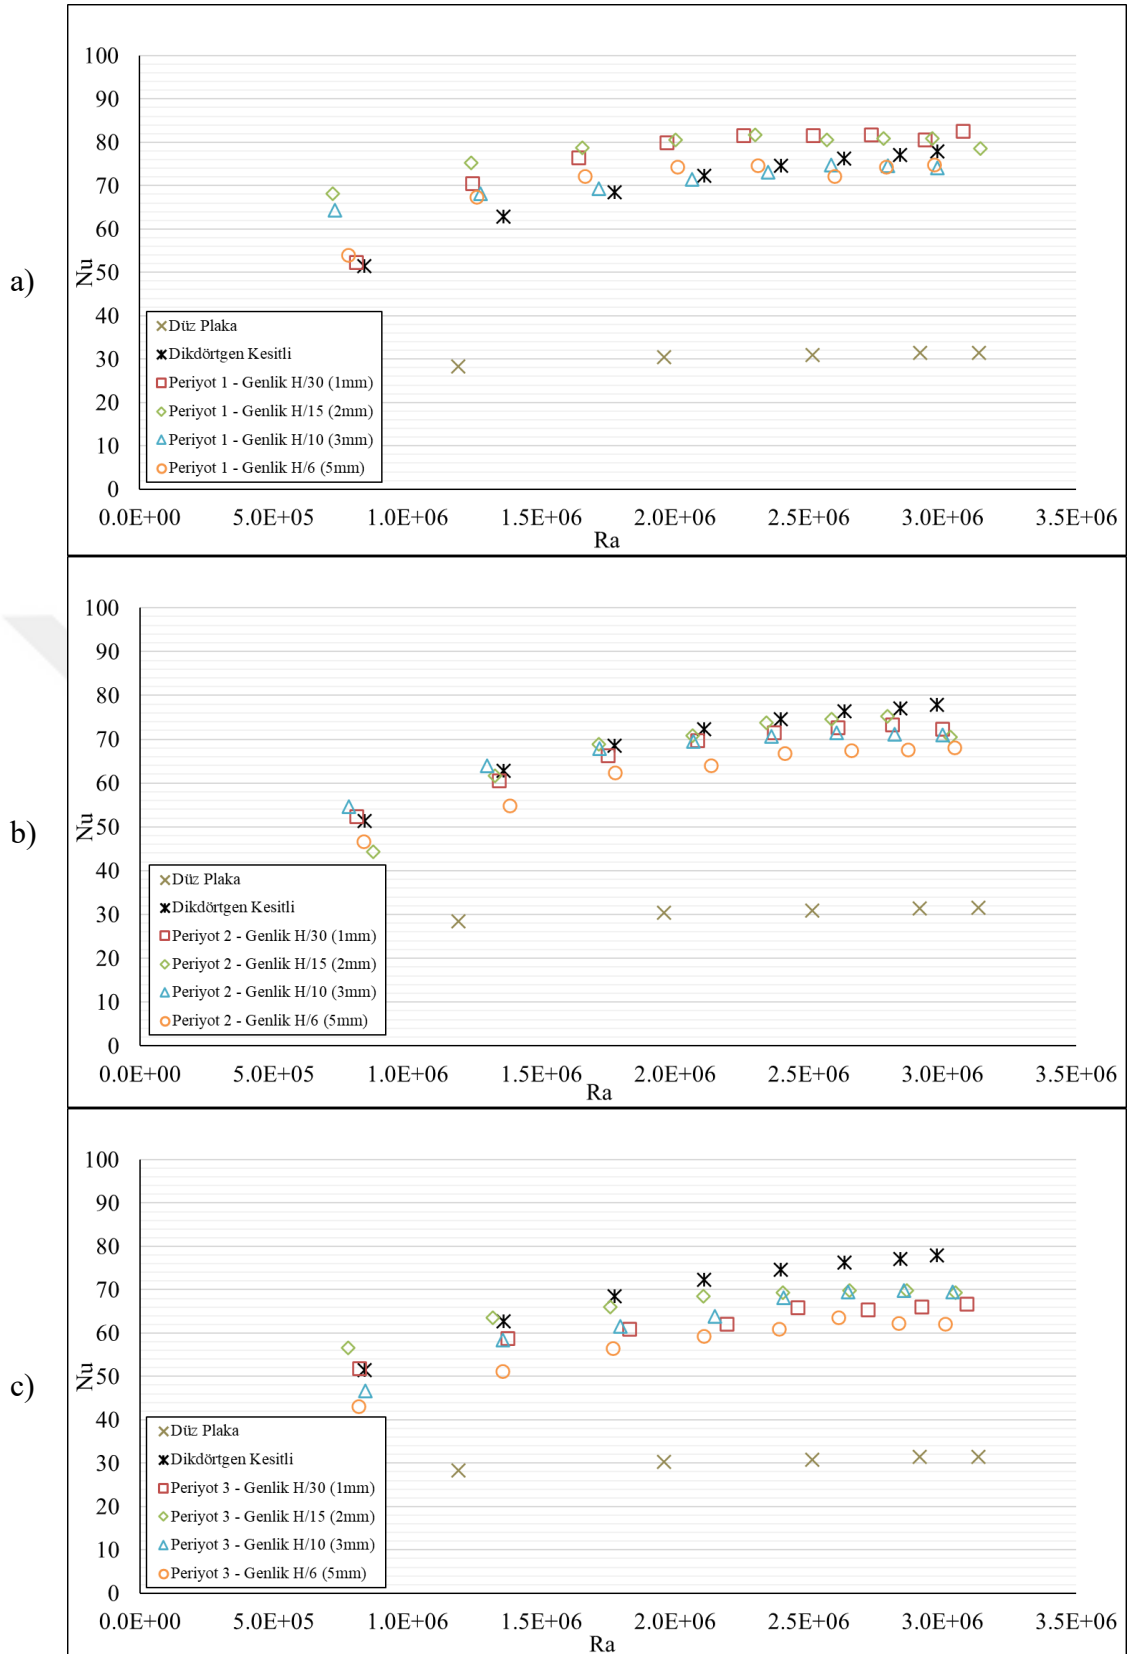 a)
100
90
80
70
60
50
40
30
20
10
0
Nu
Düz Plaka
Dikdörtgen Kesitli
Periyot 1 - Genlik H/30 (1mm)
Periyot 1 - Genlik H/15 (2mm)
Periyot 1 - Genlik H/10 (3mm)
Periyot 1 - Genlik H/6 (5mm)
0.0E+00 5.0E+05 1.0E+06 1.5E+06 2.0E+06 2.5E+06 3.0E+06 3.5E+06
Ra
b)
100
90
80
70
60
50
40
30
20
10
0
Nu
Düz Plaka
Dikdörtgen Kesitli
Periyot 2 - Genlik H/30 (1mm)
Periyot 2 - Genlik H/15 (2mm)
Periyot 2 - Genlik H/10 (3mm)
Periyot 2 - Genlik H/6 (5mm)
0.0E+00 5.0E+05 1.0E+06 1.5E+06 2.0E+06 2.5E+06 3.0E+06 3.5E+06
Ra
c)
100
90
80
70
60
50
40
30
20
10
0
Nu
Düz Plaka
Dikdörtgen Kesitli
Periyot 3 - Genlik H/30 (1mm)
Periyot 3 - Genlik H/15 (2mm)
Periyot 3 - Genlik H/10 (3mm)
Periyot 3 - Genlik H/6 (5mm)
0.0E+00 5.0E+05 1.0E+06 1.5E+06 2.0E+06 2.5E+06 3.0E+06 3.5E+06
Ra